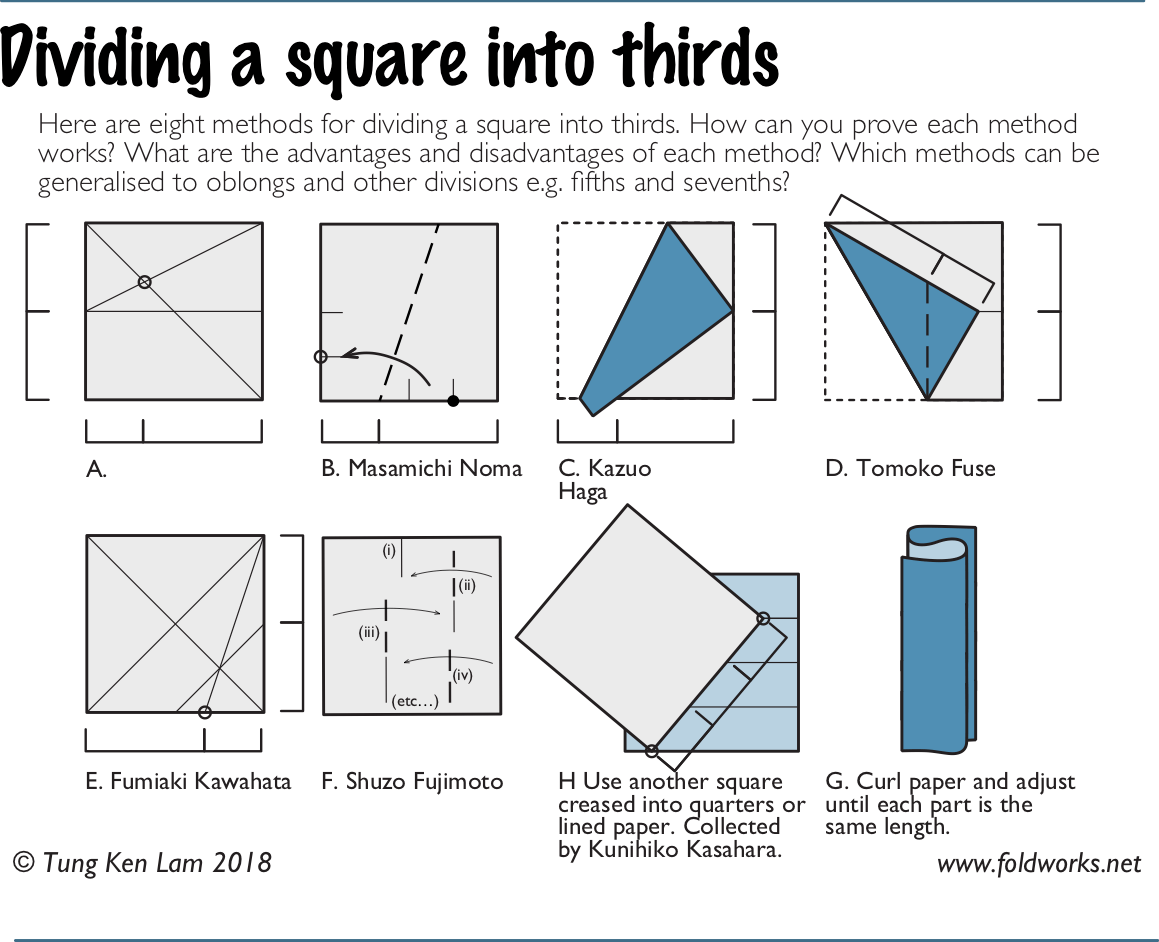 Dividing a square into thirds
Here are eight methods for dividing a square into thirds. How can you prove each method
works? What are the advantages and disadvantages of each method? Which methods can be
generalised to oblongs and other divisions e.g. fifths and sevenths?
A.
B. Masamichi Noma
C. Kazuo
Haga
D. Tomoko Fuse
(i)
(ii)
(iii)
(iv)
(etc...)
E. Fumiaki Kawahata
F. Shuzo Fujimoto
H Use another square
creased into quarters or
lined paper. Collected
by Kunihiko Kasahara.
G. Curl paper and adjust
until each part is the
same length.
© Tung Ken Lam 2018
www.foldworks.net